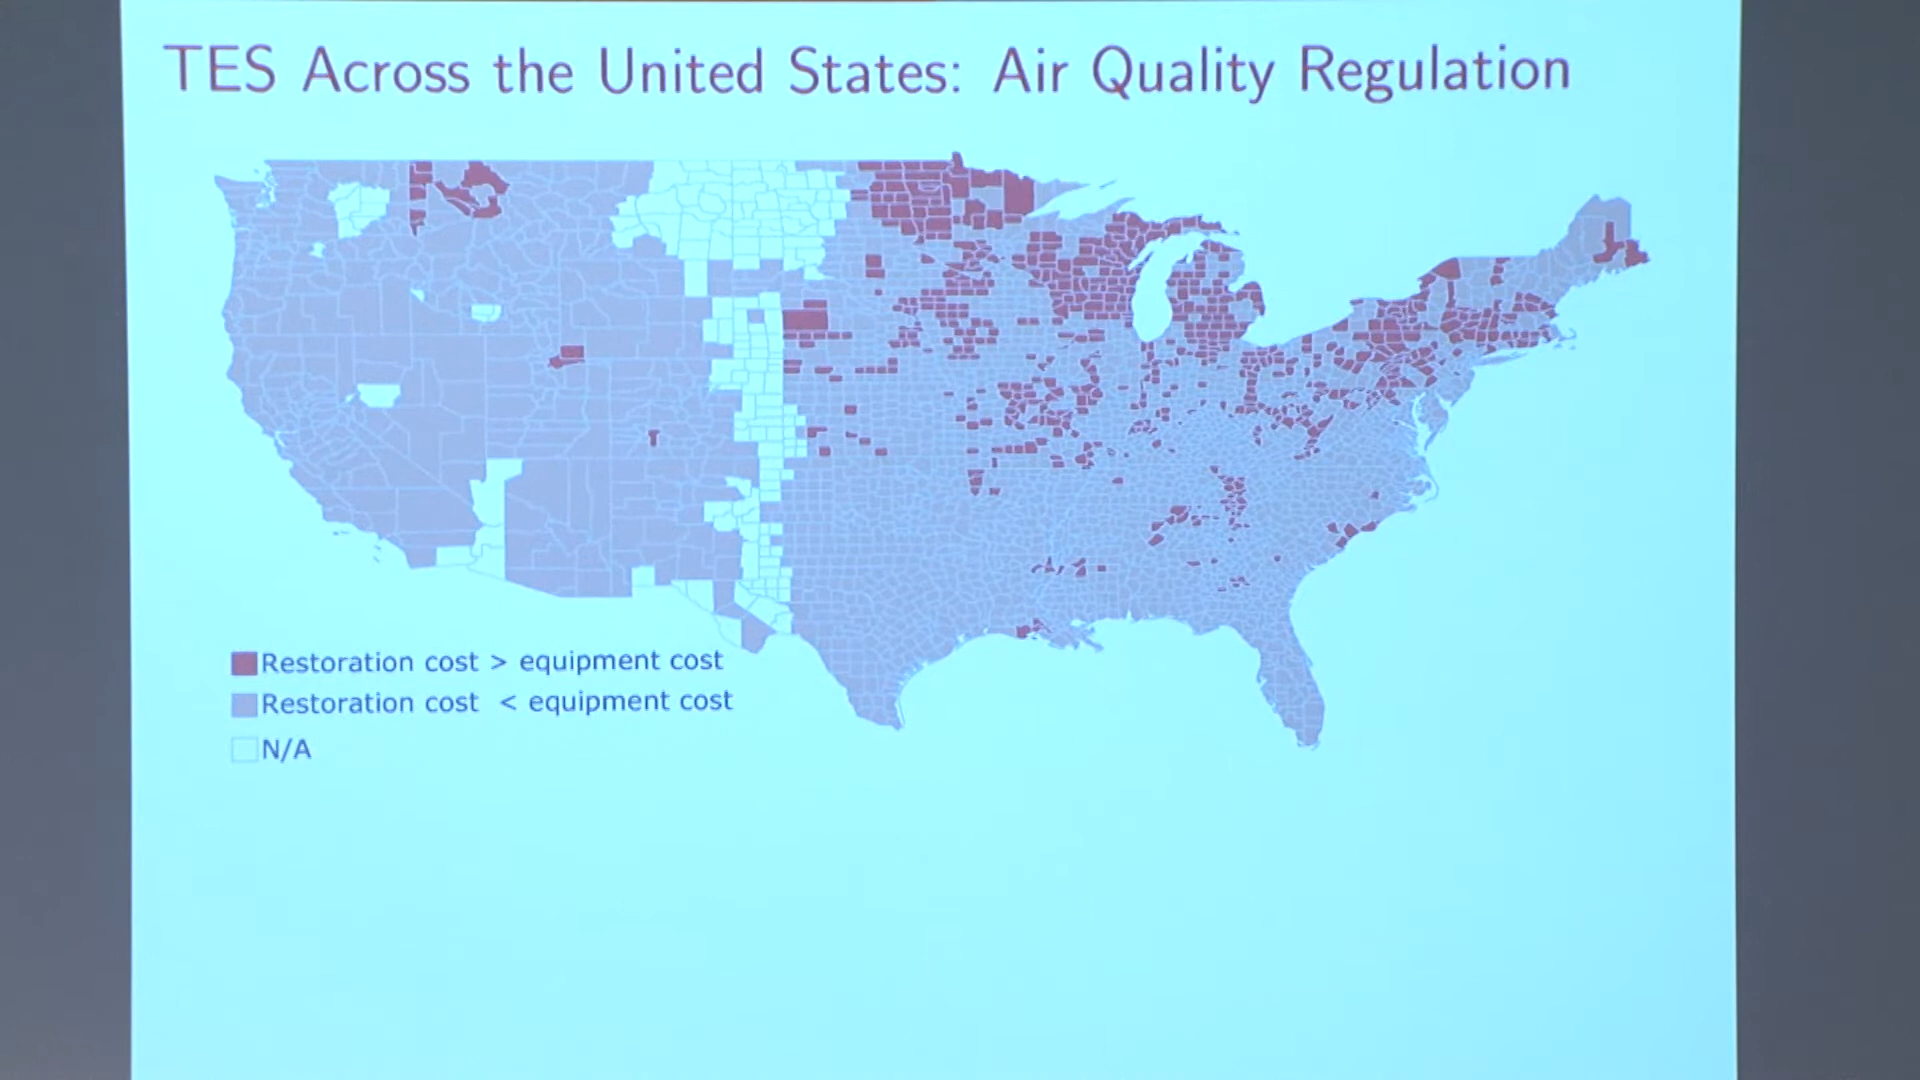 TES Across the United States: Air Quality Regulation
Restoration cost > equipment cost
Restoration cost < equipment cost
N/A